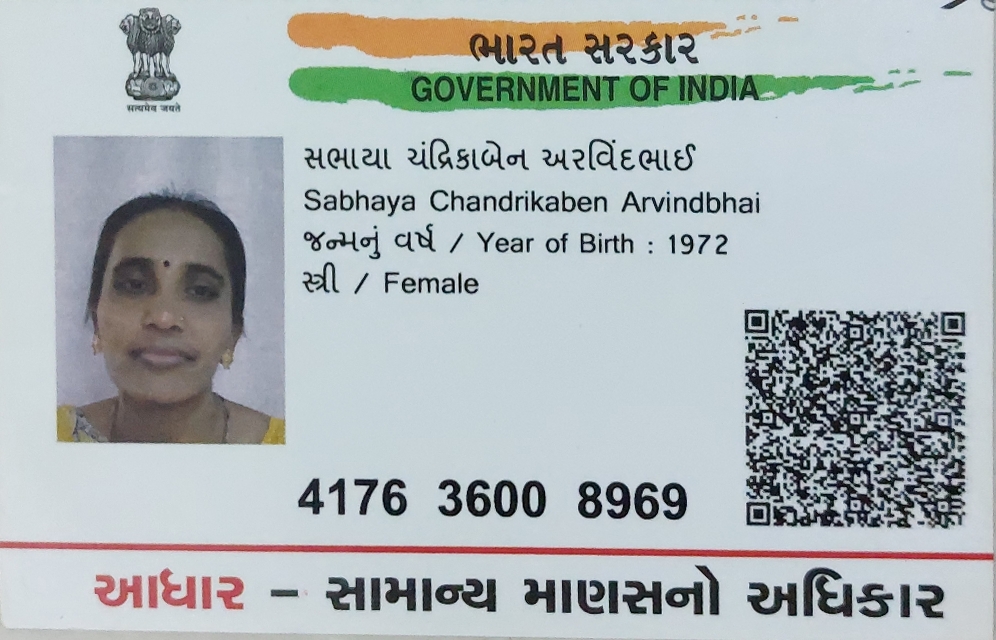 ભારત સરકાર
GOVERNMENT OF INDIA
सत्यमेव जयते
સભાયા ચંદ્રિકાબેન અરવિંદભાઈ
Sabhaya Chandrikaben Arvindbhai
જન્મનું વર્ષ / Year of Birth : 1972
સ્ત્રી / Female
4176 3600 8969
આધાર – સામાન્ય માણસનો અધિકાર